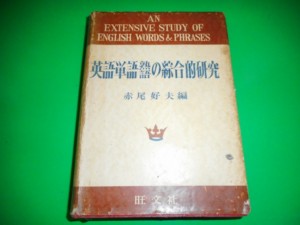 AN
EXTENSIVE STUDY OF
ENGLISH WORDS & PHRASES
英語単語熟語の綜合的研究
赤尾好夫編
旺文社